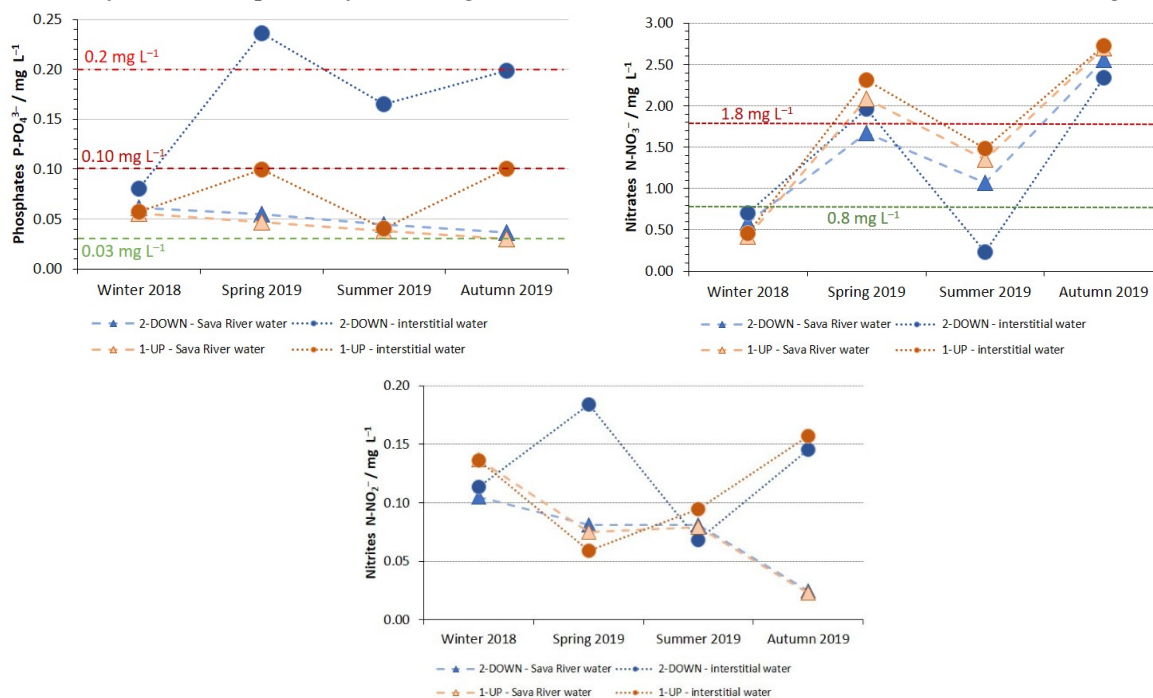 0.25
0.20
0.15
0.10
0.05
0.00
Phosphates P-PO₄³⁻ / mg L⁻¹
0.2 mg L⁻¹
0.10 mg L⁻¹
0.03 mg L⁻¹
Winter 2018 Spring 2019 Summer 2019 Autumn 2019
2-DOWN - Sava River water 2-DOWN - interstitial water
1-UP - Sava River water 1-UP - interstitial water
3.00
2.50
2.00
1.50
1.00
0.50
0.00
Nitrates N-NO₃⁻ / mg L⁻¹
1.8 mg L⁻¹
0.8 mg L⁻¹
Winter 2018 Spring 2019 Summer 2019 Autumn 2019
2-DOWN - Sava River water 2-DOWN - interstitial water
1-UP - Sava River water 1-UP - interstitial water
0.20
0.15
0.10
0.05
0.00
Nitrites N-NO₂⁻ / mg L⁻¹
Winter 2018 Spring 2019 Summer 2019 Autumn 2019
2-DOWN - Sava River water 2-DOWN - interstitial water
1-UP - Sava River water 1-UP - interstitial water